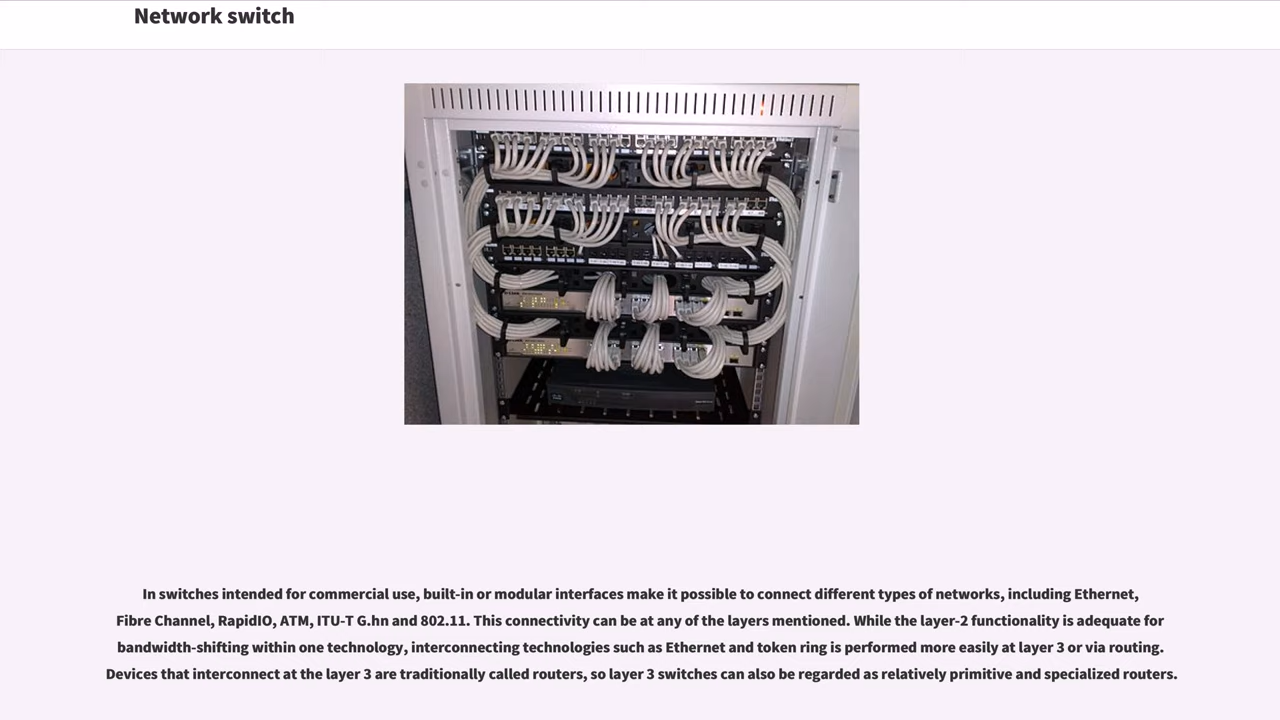 Network switch
In switches intended for commercial use, built-in or modular interfaces make it possible to connect different types of networks, including Ethernet,
Fibre Channel, RapidIO, ATM, ITU-T G.hn and 802.11. This connectivity can be at any of the layers mentioned. While the layer-2 functionality is adequate for
bandwidth-shifting within one technology, interconnecting technologies such as Ethernet and token ring is performed more easily at layer 3 or via routing.
Devices that interconnect at the layer 3 are traditionally called routers, so layer 3 switches can also be regarded as relatively primitive and specialized routers.